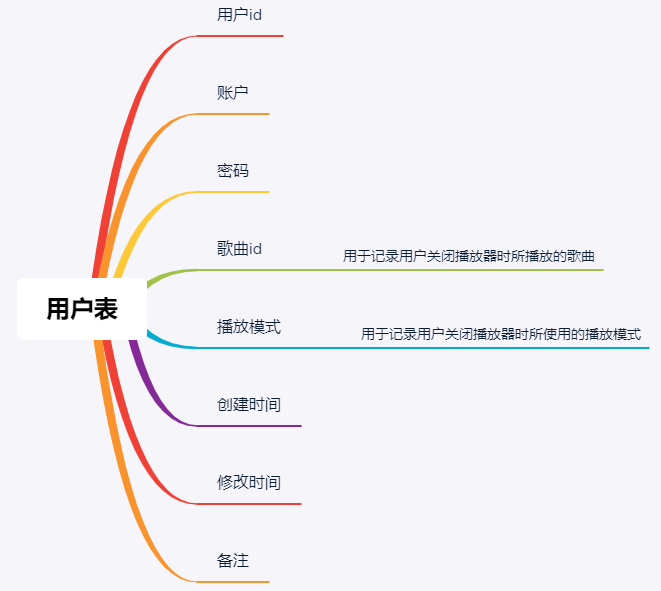 用户id
账户
密码
歌曲id 用于记录用户关闭播放器时所播放的歌曲
用户表
播放模式 用于记录用户关闭播放器时所使用的播放模式
创建时间
修改时间
备注